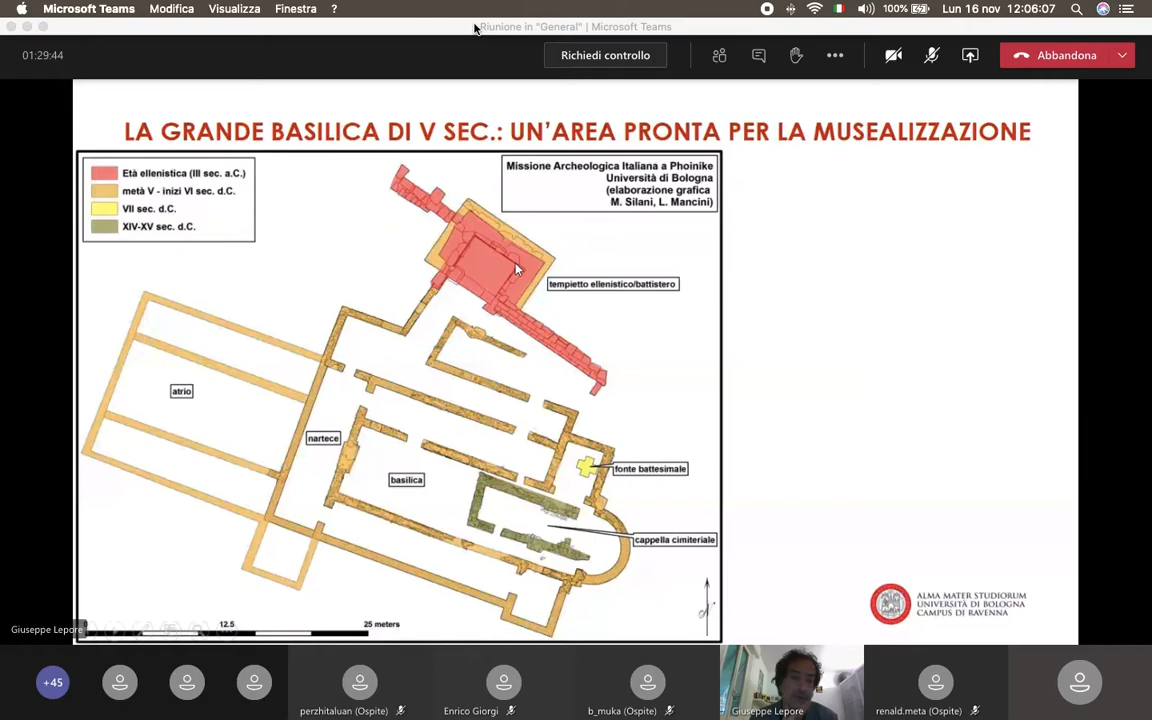 Microsoft Teams Modifica Visualizza Finestra ? 100% Lun 16 nov 12:06:07
Riunione in "General" | Microsoft Teams
01:29:44 Richiedi controllo Abbandona
LA GRANDE BASILICA DI V SEC.: UN'AREA PRONTA PER LA MUSEALIZZAZIONE
Età ellenistica (III sec. a.C.)
metà V - inizi VI sec. d.C.
VII sec. d.C.
XIV-XV sec. d.C.
Missione Archeologica Italiana a Phoinike
Università di Bologna
(elaborazione grafica
M. Silani, L. Mancini)
tempietto ellenistico/battistero
atrio
nartece
basilica
fonte battesimale
cappella cimiteriale
ALMA MATER STUDIORUM
UNIVERSITÀ DI BOLOGNA
CAMPUS DI RAVENNA
0 12.5 25 meters
Giuseppe Lepore
+45
perzhitaluan (Ospite) Enrico Giorgi b_muka (Ospite) Giuseppe Lepore renald.meta (Ospite)